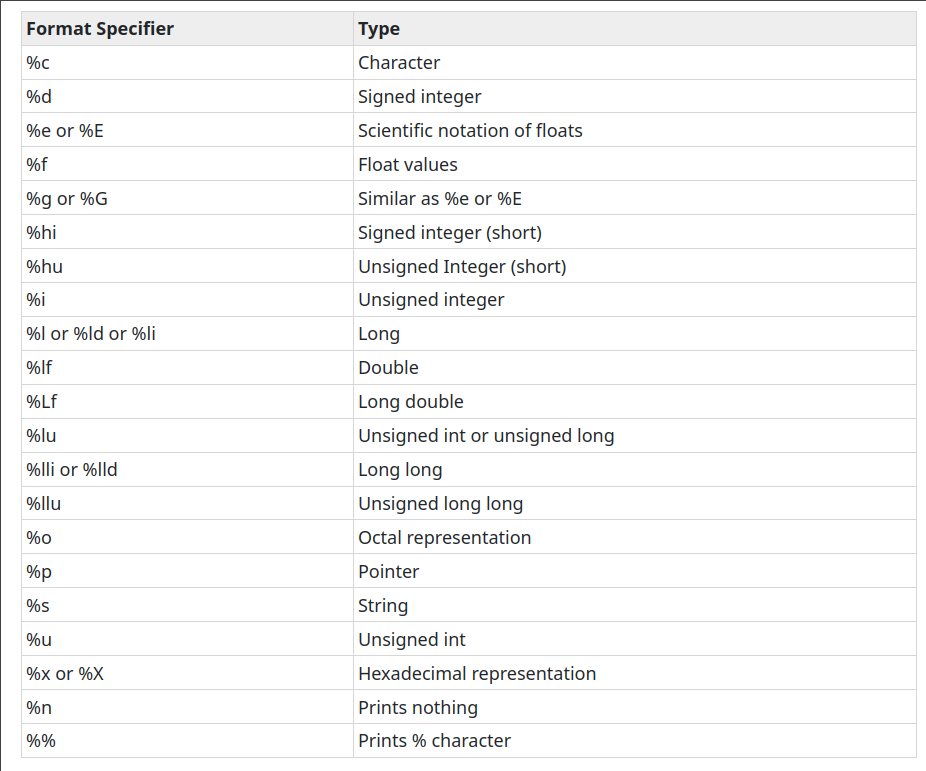 Format Specifier Type
%c Character
%d Signed integer
%e or %E Scientific notation of floats
%f Float values
%g or %G Similar as %e or %E
%hi Signed integer (short)
%hu Unsigned Integer (short)
%i Unsigned integer
%l or %ld or %li Long
%lf Double
%Lf Long double
%lu Unsigned int or unsigned long
%lli or %lld Long long
%llu Unsigned long long
%o Octal representation
%p Pointer
%s String
%u Unsigned int
%x or %X Hexadecimal representation
%n Prints nothing
%% Prints % character